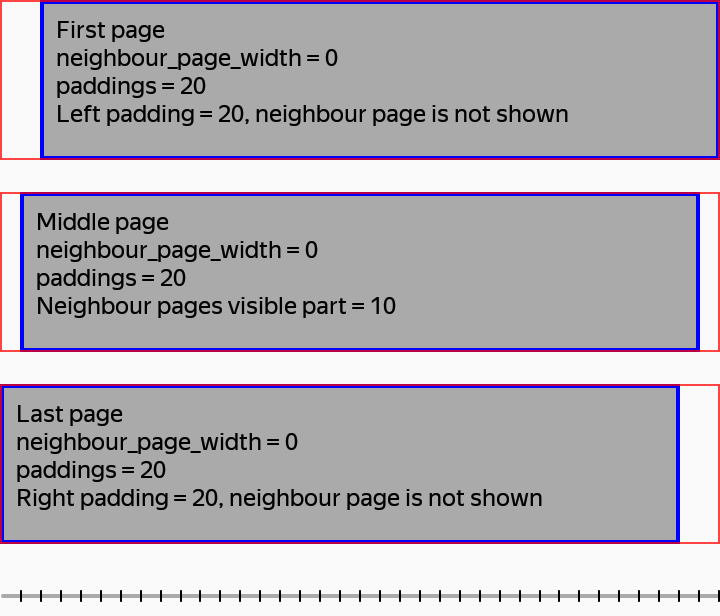 First page
neighbour_page_width = 0
paddings = 20
Left padding = 20, neighbour page is not shown
Middle page
neighbour_page_width = 0
paddings = 20
Neighbour pages visible part = 10
Last page
neighbour_page_width = 0
paddings = 20
Right padding = 20, neighbour page is not shown